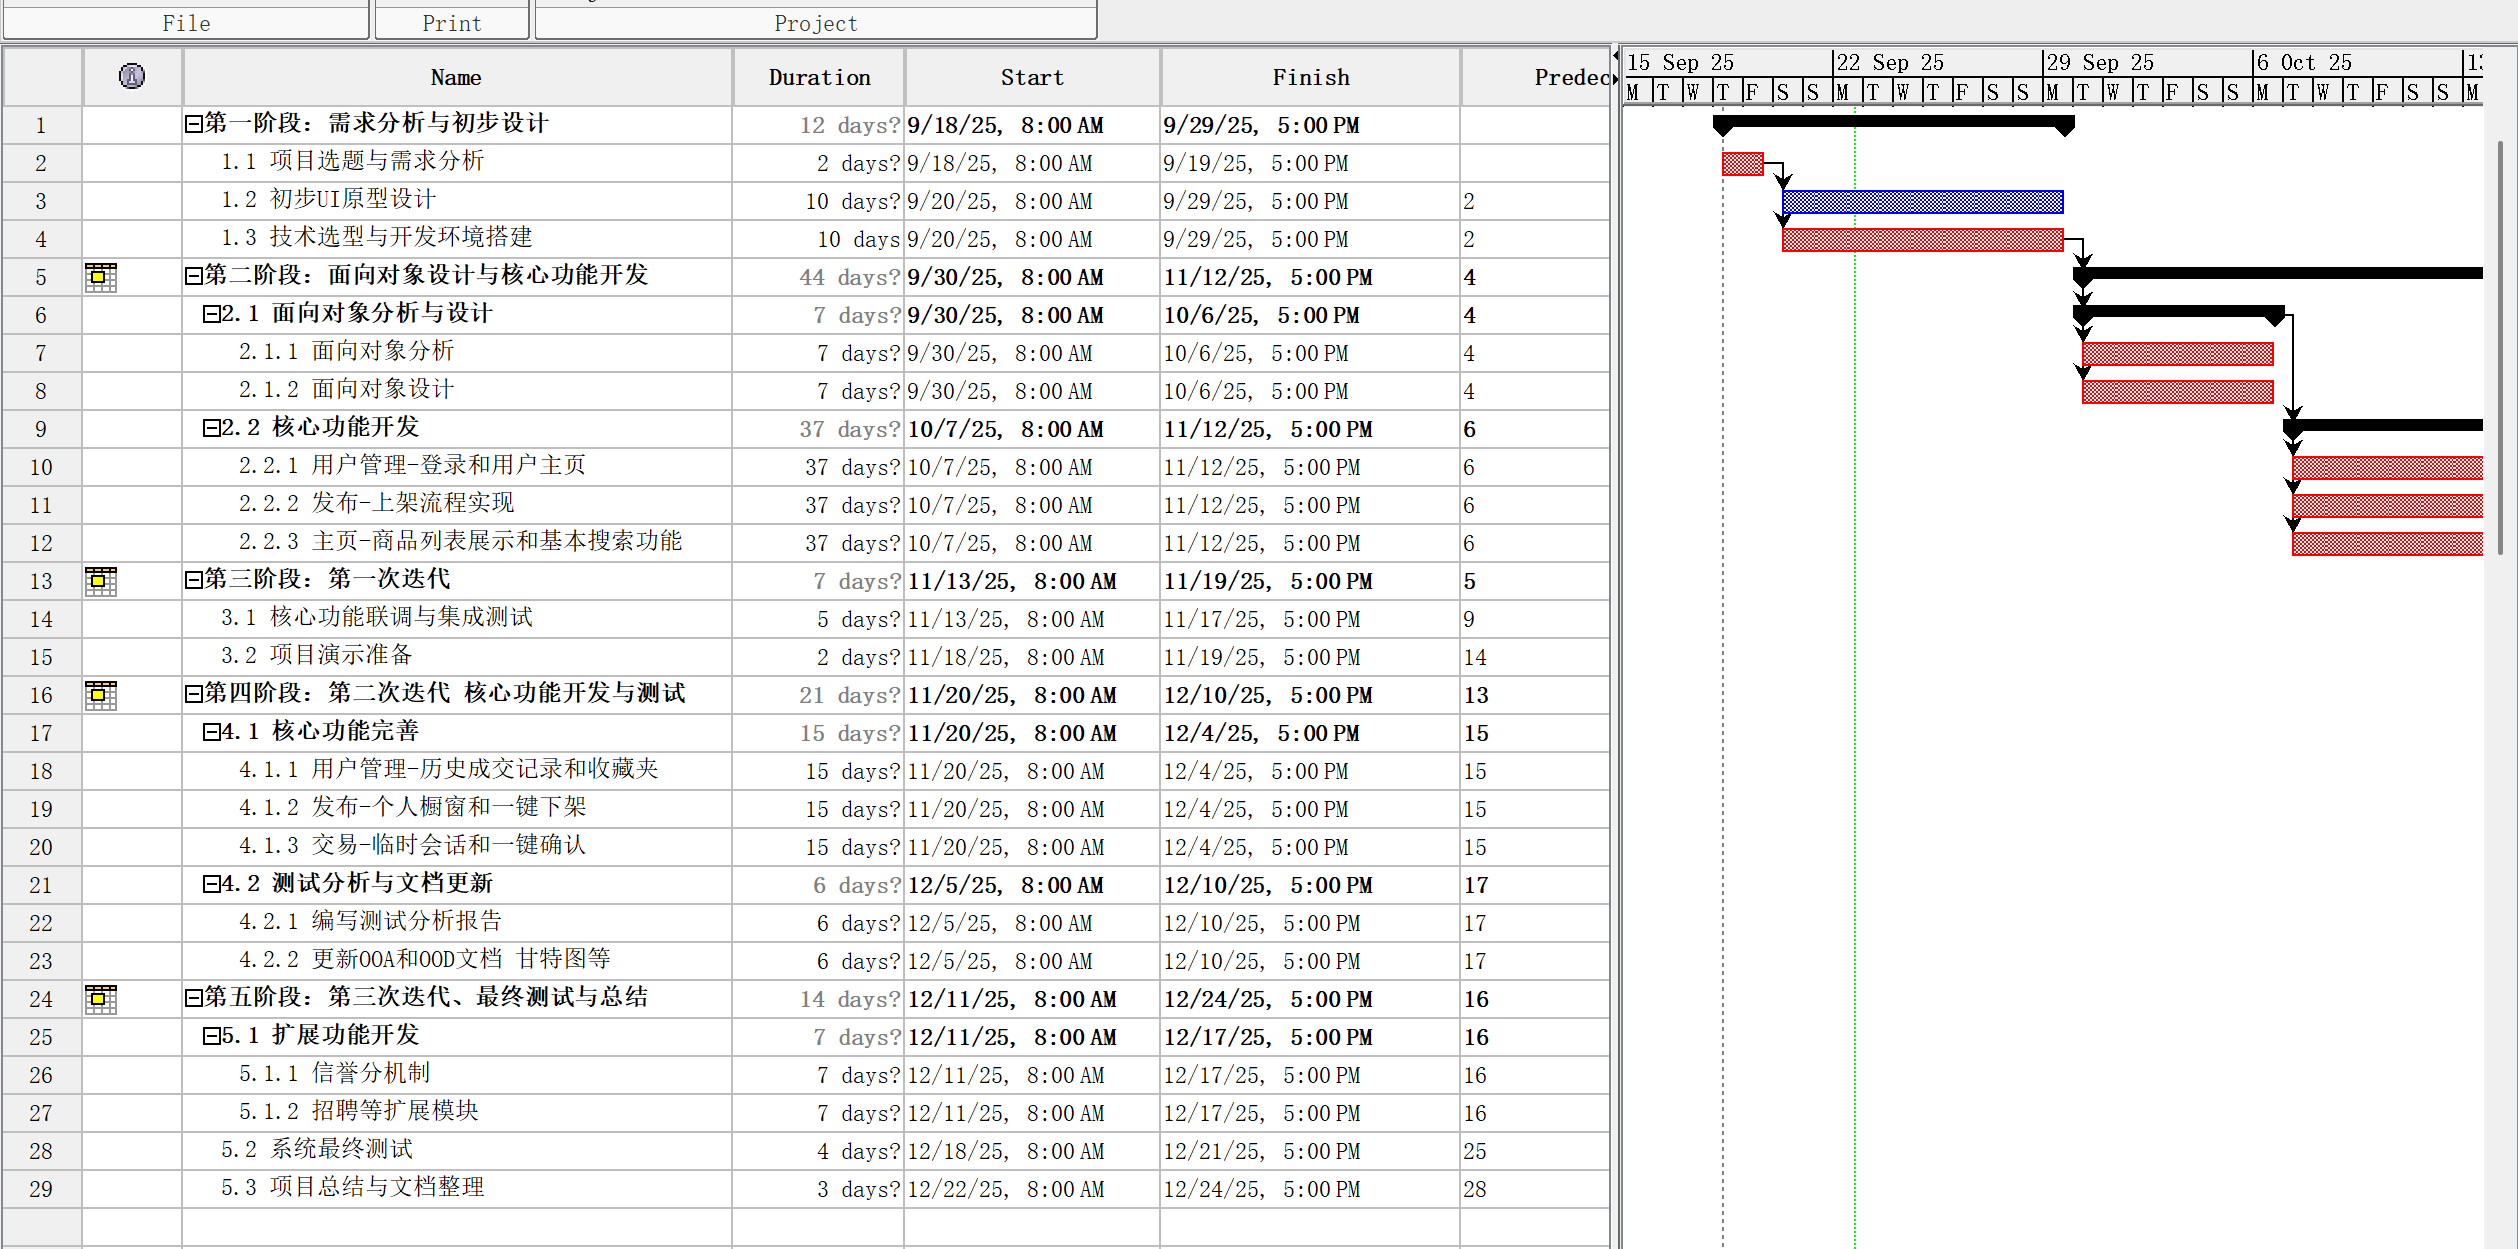 File Print Project
Name Duration Start Finish Predec
1 第一阶段：需求分析与初步设计 12 days? 9/18/25, 8:00 AM 9/29/25, 5:00 PM
2 1.1 项目选题与需求分析 2 days? 9/18/25, 8:00 AM 9/19/25, 5:00 PM
3 1.2 初步UI原型设计 10 days? 9/20/25, 8:00 AM 9/29/25, 5:00 PM 2
4 1.3 技术选型与开发环境搭建 10 days 9/20/25, 8:00 AM 9/29/25, 5:00 PM 2
5 第二阶段：面向对象设计与核心功能开发 44 days? 9/30/25, 8:00 AM 11/12/25, 5:00 PM 4
6 2.1 面向对象分析与设计 7 days? 9/30/25, 8:00 AM 10/6/25, 5:00 PM 4
7 2.1.1 面向对象分析 7 days? 9/30/25, 8:00 AM 10/6/25, 5:00 PM 4
8 2.1.2 面向对象设计 7 days? 9/30/25, 8:00 AM 10/6/25, 5:00 PM 4
9 2.2 核心功能开发 37 days? 10/7/25, 8:00 AM 11/12/25, 5:00 PM 6
10 2.2.1 用户管理-登录和用户主页 37 days? 10/7/25, 8:00 AM 11/12/25, 5:00 PM 6
11 2.2.2 发布-上架流程实现 37 days? 10/7/25, 8:00 AM 11/12/25, 5:00 PM 6
12 2.2.3 主页-商品列表展示和基本搜索功能 37 days? 10/7/25, 8:00 AM 11/12/25, 5:00 PM 6
13 第三阶段：第一次迭代 7 days? 11/13/25, 8:00 AM 11/19/25, 5:00 PM 5
14 3.1 核心功能联调与集成测试 5 days? 11/13/25, 8:00 AM 11/17/25, 5:00 PM 9
15 3.2 项目演示准备 2 days? 11/18/25, 8:00 AM 11/19/25, 5:00 PM 14
16 第四阶段：第二次迭代 核心功能开发与测试 21 days? 11/20/25, 8:00 AM 12/10/25, 5:00 PM 13
17 4.1 核心功能完善 15 days? 11/20/25, 8:00 AM 12/4/25, 5:00 PM 15
18 4.1.1 用户管理-历史成交记录和收藏夹 15 days? 11/20/25, 8:00 AM 12/4/25, 5:00 PM 15
19 4.1.2 发布-个人橱窗和一键下架 15 days? 11/20/25, 8:00 AM 12/4/25, 5:00 PM 15
20 4.1.3 交易-临时会话和一键确认 15 days? 11/20/25, 8:00 AM 12/4/25, 5:00 PM 15
21 4.2 测试分析与文档更新 6 days? 12/5/25, 8:00 AM 12/10/25, 5:00 PM 17
22 4.2.1 编写测试分析报告 6 days? 12/5/25, 8:00 AM 12/10/25, 5:00 PM 17
23 4.2.2 更新OOA和OOD文档 甘特图等 6 days? 12/5/25, 8:00 AM 12/10/25, 5:00 PM 17
24 第五阶段：第三次迭代、最终测试与总结 14 days? 12/11/25, 8:00 AM 12/24/25, 5:00 PM 16
25 5.1 扩展功能开发 7 days? 12/11/25, 8:00 AM 12/17/25, 5:00 PM 16
26 5.1.1 信誉分机制 7 days? 12/11/25, 8:00 AM 12/17/25, 5:00 PM 16
27 5.1.2 招聘等扩展模块 7 days? 12/11/25, 8:00 AM 12/17/25, 5:00 PM 16
28 5.2 系统最终测试 4 days? 12/18/25, 8:00 AM 12/21/25, 5:00 PM 25
29 5.3 项目总结与文档整理 3 days? 12/22/25, 8:00 AM 12/24/25, 5:00 PM 28
15 Sep 25 22 Sep 25 29 Sep 25 6 Oct 25
M T W T F S S M T W T F S S M T W T F S S M T W T F S S M